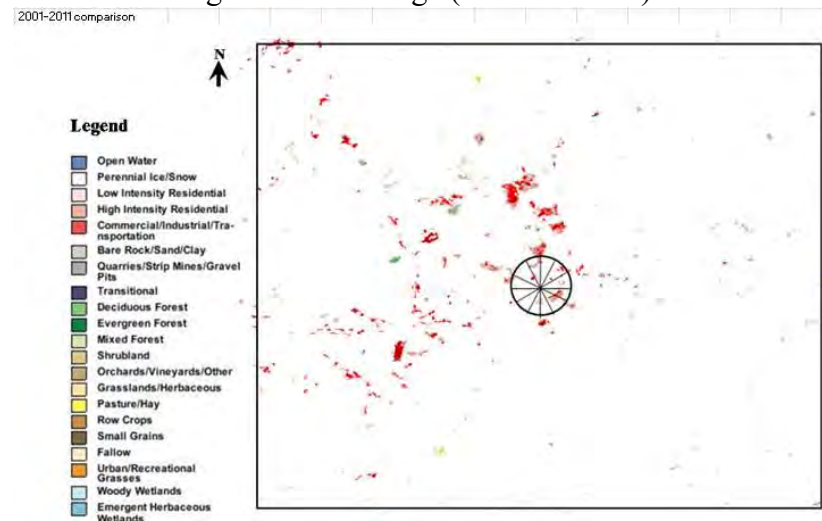 2001-2011 comparison
N
Legend
Open Water
Perennial Ice/Snow
Low Intensity Residential
High Intensity Residential
Commercial/Industrial/Tra-
nsportation
Bare Rock/Sand/Clay
Quarries/Strip Mines/Gravel
Pits
Transitional
Deciduous Forest
Evergreen Forest
Mixed Forest
Shrubland
Orchards/Vineyards/Other
Grasslands/Herbaceous
Pasture/Hay
Row Crops
Small Grains
Fallow
Urban/Recreational
Grasses
Woody Wetlands
Emergent Herbaceous
Wetlands